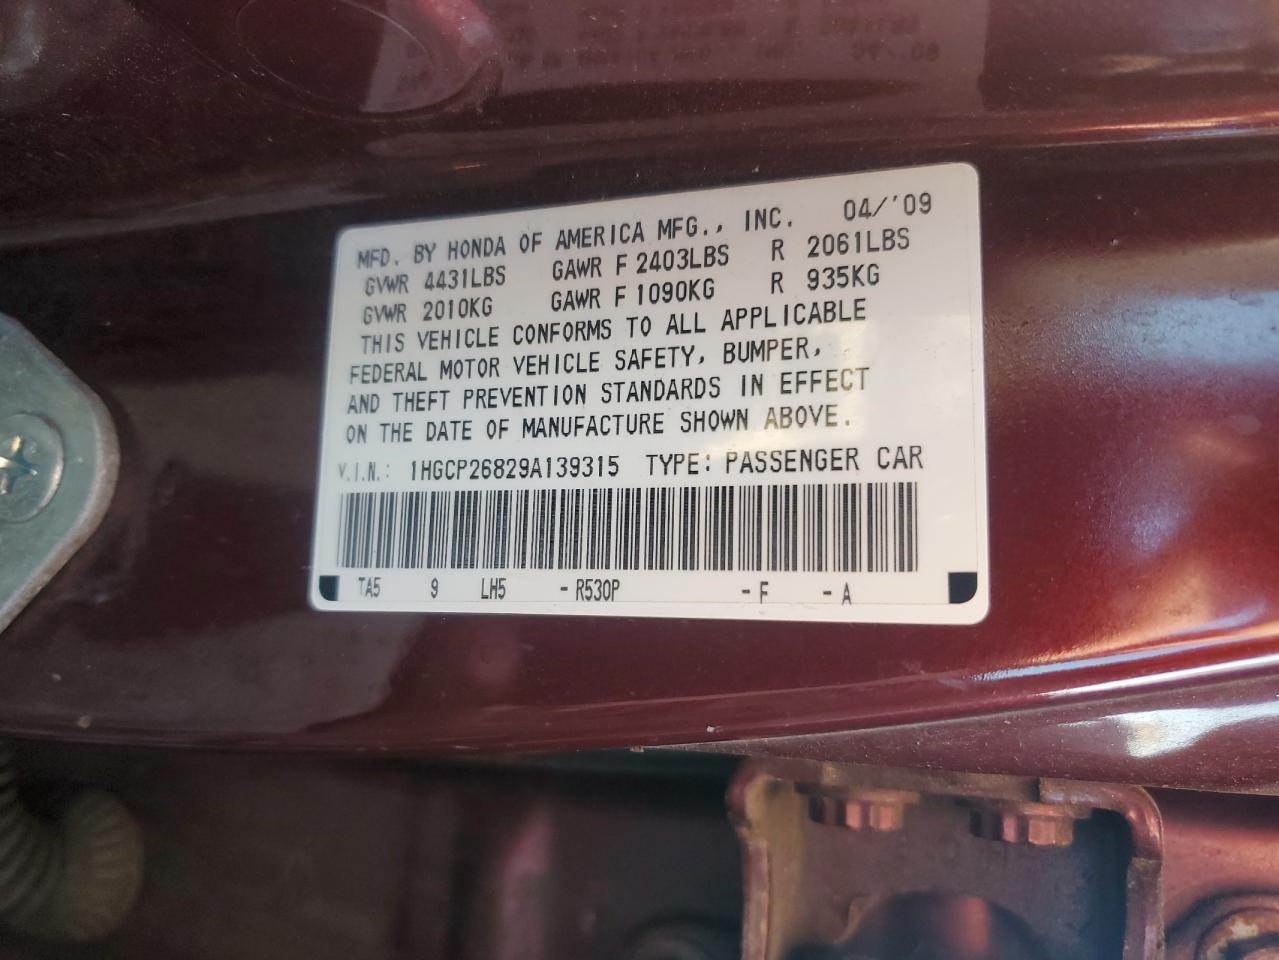 MFD. BY HONDA OF AMERICA MFG., INC. 04/'09
GVWR 4431LBS GAWR F 2403LBS R 2061LBS
GVWR 2010KG GAWR F 1090KG R 935KG
THIS VEHICLE CONFORMS TO ALL APPLICABLE
FEDERAL MOTOR VEHICLE SAFETY, BUMPER,
AND THEFT PREVENTION STANDARDS IN EFFECT
ON THE DATE OF MANUFACTURE SHOWN ABOVE.
V.I.N.: 1HGCP26829A139315 TYPE: PASSENGER CAR
TA5 9 LH5 -R530P -F -A